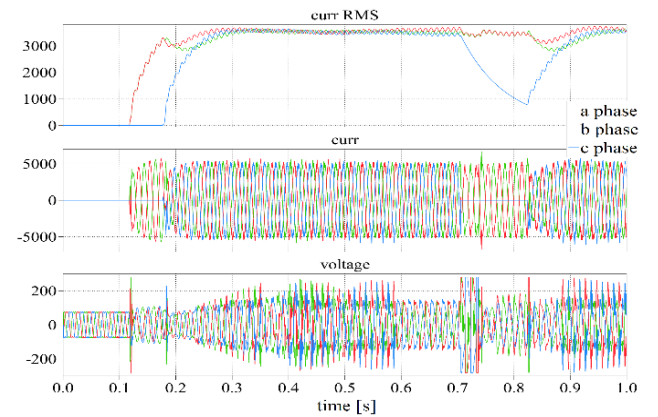 curr RMS
3000
2000
1000
0
a phase
b phase
c phase
curr
5000
0
-5000
voltage
200
0
-200
0.0 0.1 0.2 0.3 0.4 0.5 0.6 0.7 0.8 0.9 1.0
time [s]